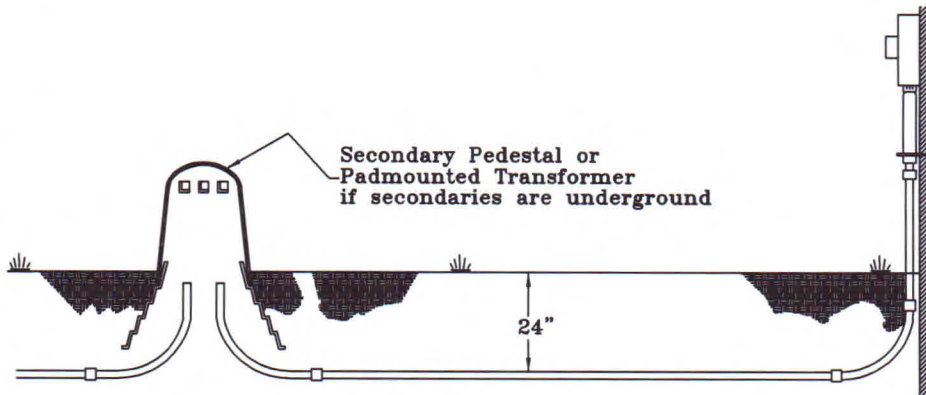 Secondary Pedestal or
Padmounted Transformer
if secondaries are underground
24"